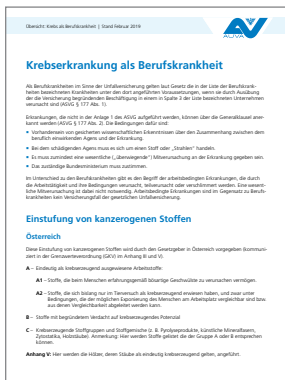 Übersicht: Krebs als Berufskrankheit | Stand Februar 2019
AUVA
Krebserkrankung als Berufskrankheit
Als Berufskrankheiten im Sinne der Unfallversicherung gelten laut Gesetz die in der Liste der Berufskrank-
heiten bezeichneten Krankheiten unter den dort angeführten Voraussetzungen, wenn sie durch Ausübung
der die Versicherung begründenden Beschäftigung in einem in Spalte 3 der Liste bezeichneten Unternehmen
verursacht sind (ASVG § 177 Abs. 1).
Erkrankungen, die nicht in der Anlage 1 des ASVG aufgeführt werden, können über die Generalklausel aner-
kannt werden (ASVG § 177 Abs. 2). Die Bedingungen dafür sind:
• Vorhandensein von gesicherten wissenschaftlichen Erkenntnissen über den Zusammenhang zwischen dem
beruflich einwirkenden Agens und der Erkrankung.
• Bei dem schädigenden Agens muss es sich um einen Stoff oder „Strahlen" handeln.
• Es muss zumindest eine wesentliche („überwiegende") Mitverursachung an der Erkrankung gegeben sein.
• Das zuständige Bundesministerium muss zustimmen.
Im Unterschied zu den Berufskrankheiten gibt es den Begriff der arbeitsbedingten Erkrankungen, die durch
die Arbeitstätigkeit und ihre Bedingungen verursacht, teilverursacht oder verschlimmert werden. Eine wesent-
liche Mitverursachung ist dabei nicht notwendig. Arbeitsbedingte Erkrankungen sind im Gegensatz zu Berufs-
krankheiten kein Versicherungsfall der gesetzlichen Unfallversicherung.
Einstufung von kanzerogenen Stoffen
Österreich
Diese Einstufung von kanzerogenen Stoffen wird durch den Gesetzgeber in Österreich vorgegeben (kommuni-
ziert in der Grenzwerteverordnung (GKV) im Anhang III und V).
A – Eindeutig als krebserzeugend ausgewiesene Arbeitsstoffe:
A1 – Stoffe, die beim Menschen erfahrungsgemäß bösartige Geschwülste zu verursachen vermögen.
A2 – Stoffe, die sich bislang nur im Tierversuch als krebserzeugend erwiesen haben, und zwar unter
Bedingungen, die der möglichen Exponierung des Menschen am Arbeitsplatz vergleichbar sind bzw.
aus denen Vergleichbarkeit abgeleitet werden kann.
B – Stoffe mit begründetem Verdacht auf krebserzeugendes Potenzial
C – Krebserzeugende Stoffgruppen und Stoffgemische (z. B. Pyrolyseprodukte, künstliche Mineralfasern,
Zytostatika, Holzstäube). Anmerkung: Hier werden Stoffe gelistet die der Gruppe A oder B entsprechen
können.
Anhang V: Hier werden die Hölzer, deren Stäube als eindeutig krebserzeugend gelten, angeführt.